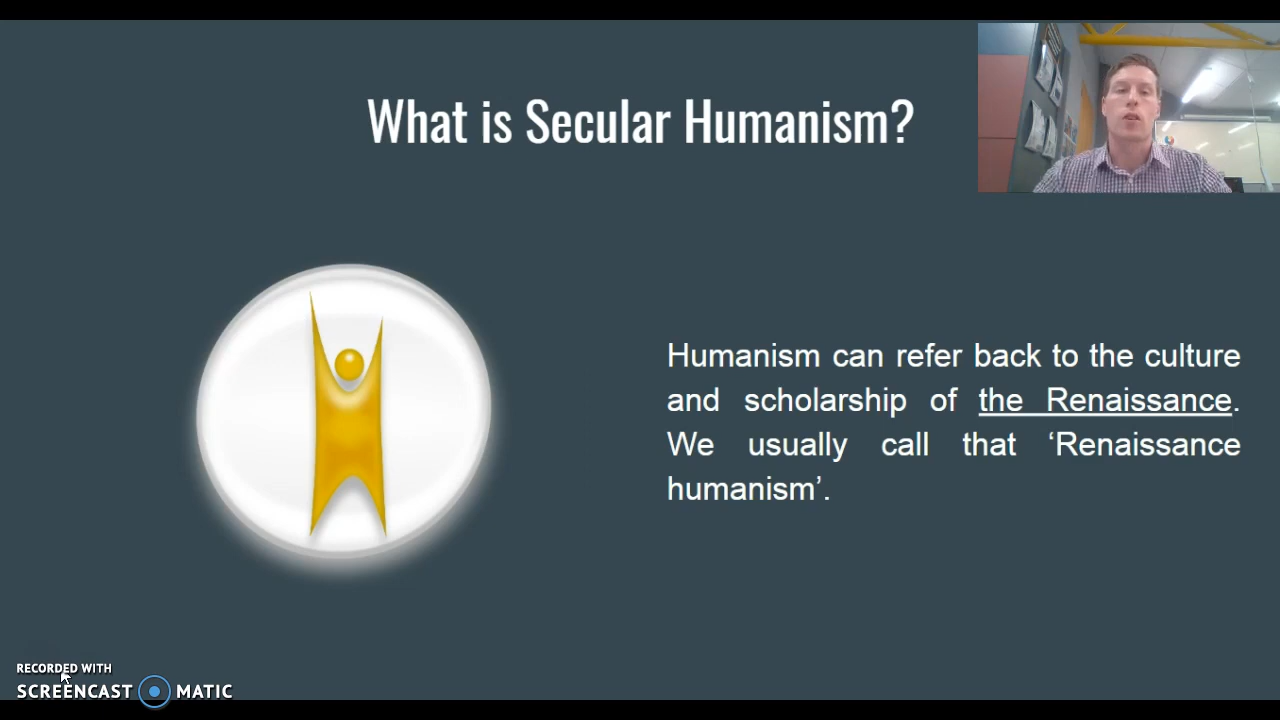 What is Secular Humanism?
Humanism can refer back to the culture
and scholarship of the Renaissance.
We usually call that ‘Renaissance
humanism’.
RECORDED WITH
SCREENCAST MATIC